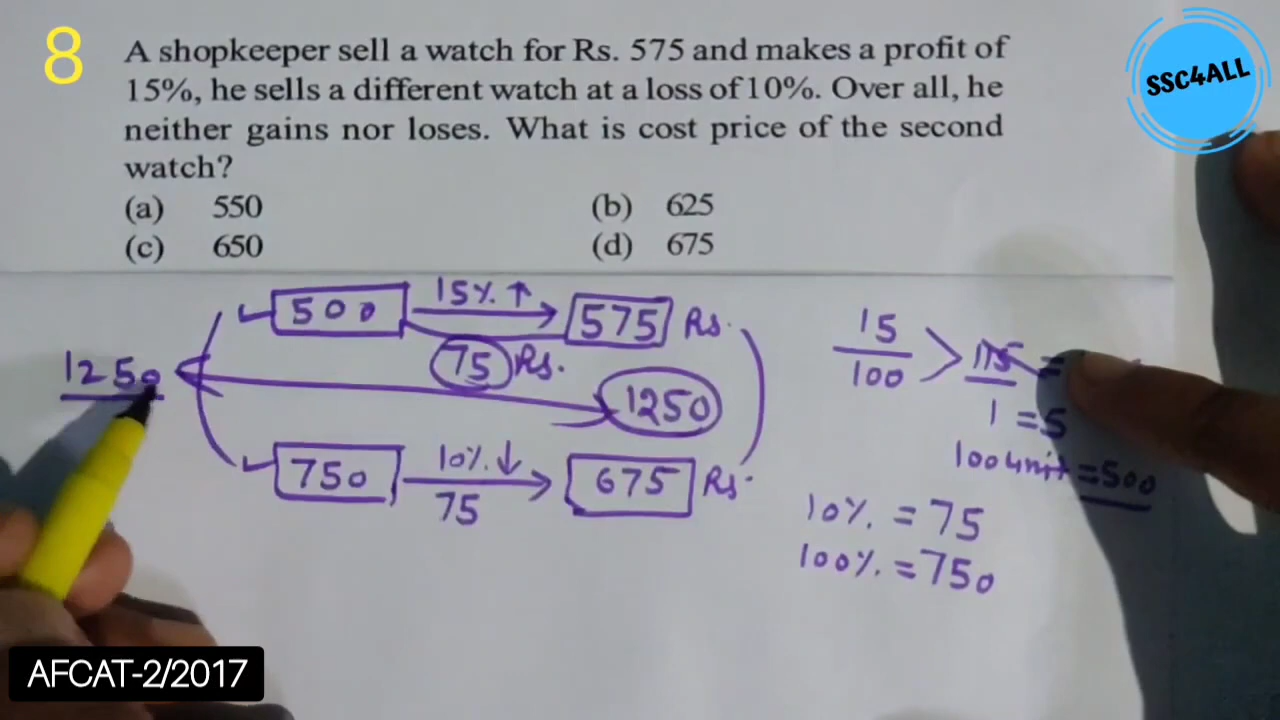 8
A shopkeeper sell a watch for Rs. 575 and makes a profit of
15%, he sells a different watch at a loss of 10%. Over all, he
neither gains nor loses. What is cost price of the second
watch?
(a) 550 (b) 625
(c) 650 (d) 675
SSC4ALL
500 15% ↑ 575 Rs.
75 Rs.
1250 1250
750 10% ↓ 675 Rs.
75
15
100
115 =
1 = 5
100 unit = 500
10% = 75
100% = 750
AFCAT-2/2017